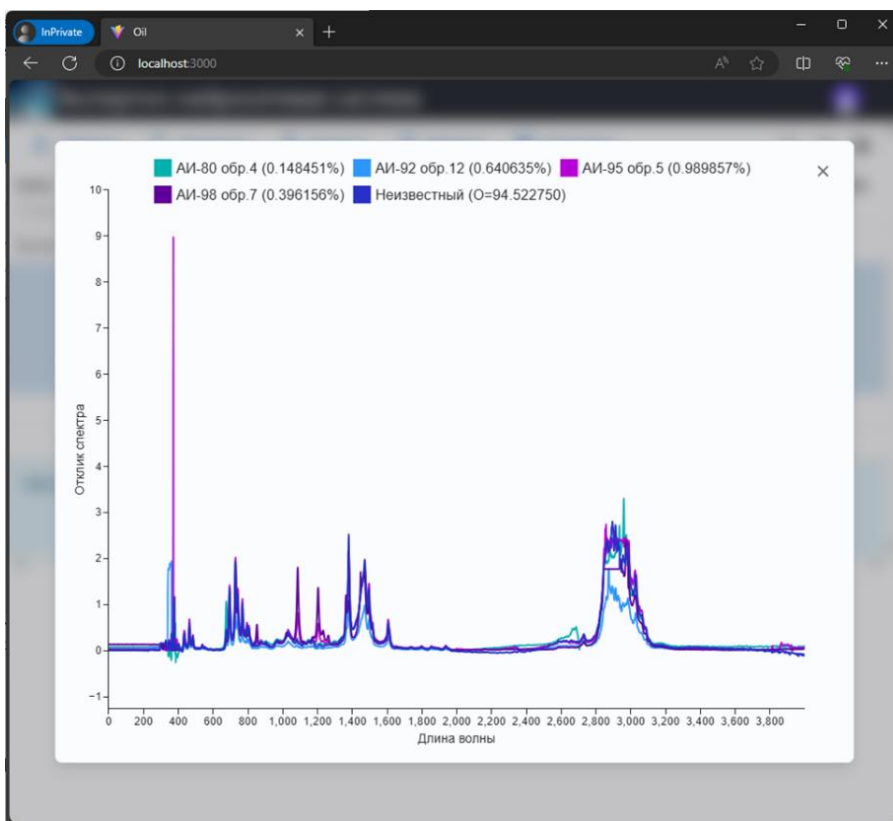 InPrivate
Oil
localhost:3000
АИ-80 обр.4 (0.148451%) АИ-92 обр.12 (0.640635%) АИ-95 обр.5 (0.989857%)
АИ-98 обр.7 (0.396156%) Неизвестный (O=94.522750)
10
9
8
7
6
5
4
3
2
1
0
−1
Отклик спектра
0 200 400 600 800 1,000 1,200 1,400 1,600 1,800 2,000 2,200 2,400 2,600 2,800 3,000 3,200 3,400 3,600 3,800
Длина волны